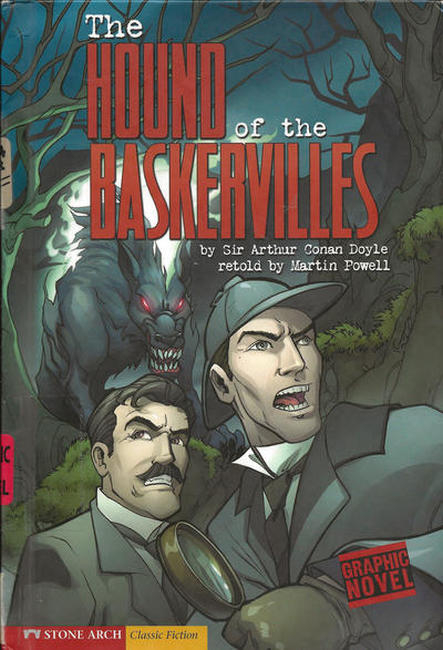 The
HOUND
of the
BASKERVILLES
by Sir Arthur Conan Doyle
retold by Martin Powell
GRAPHIC
NOVEL
STONE ARCH
Classic Fiction